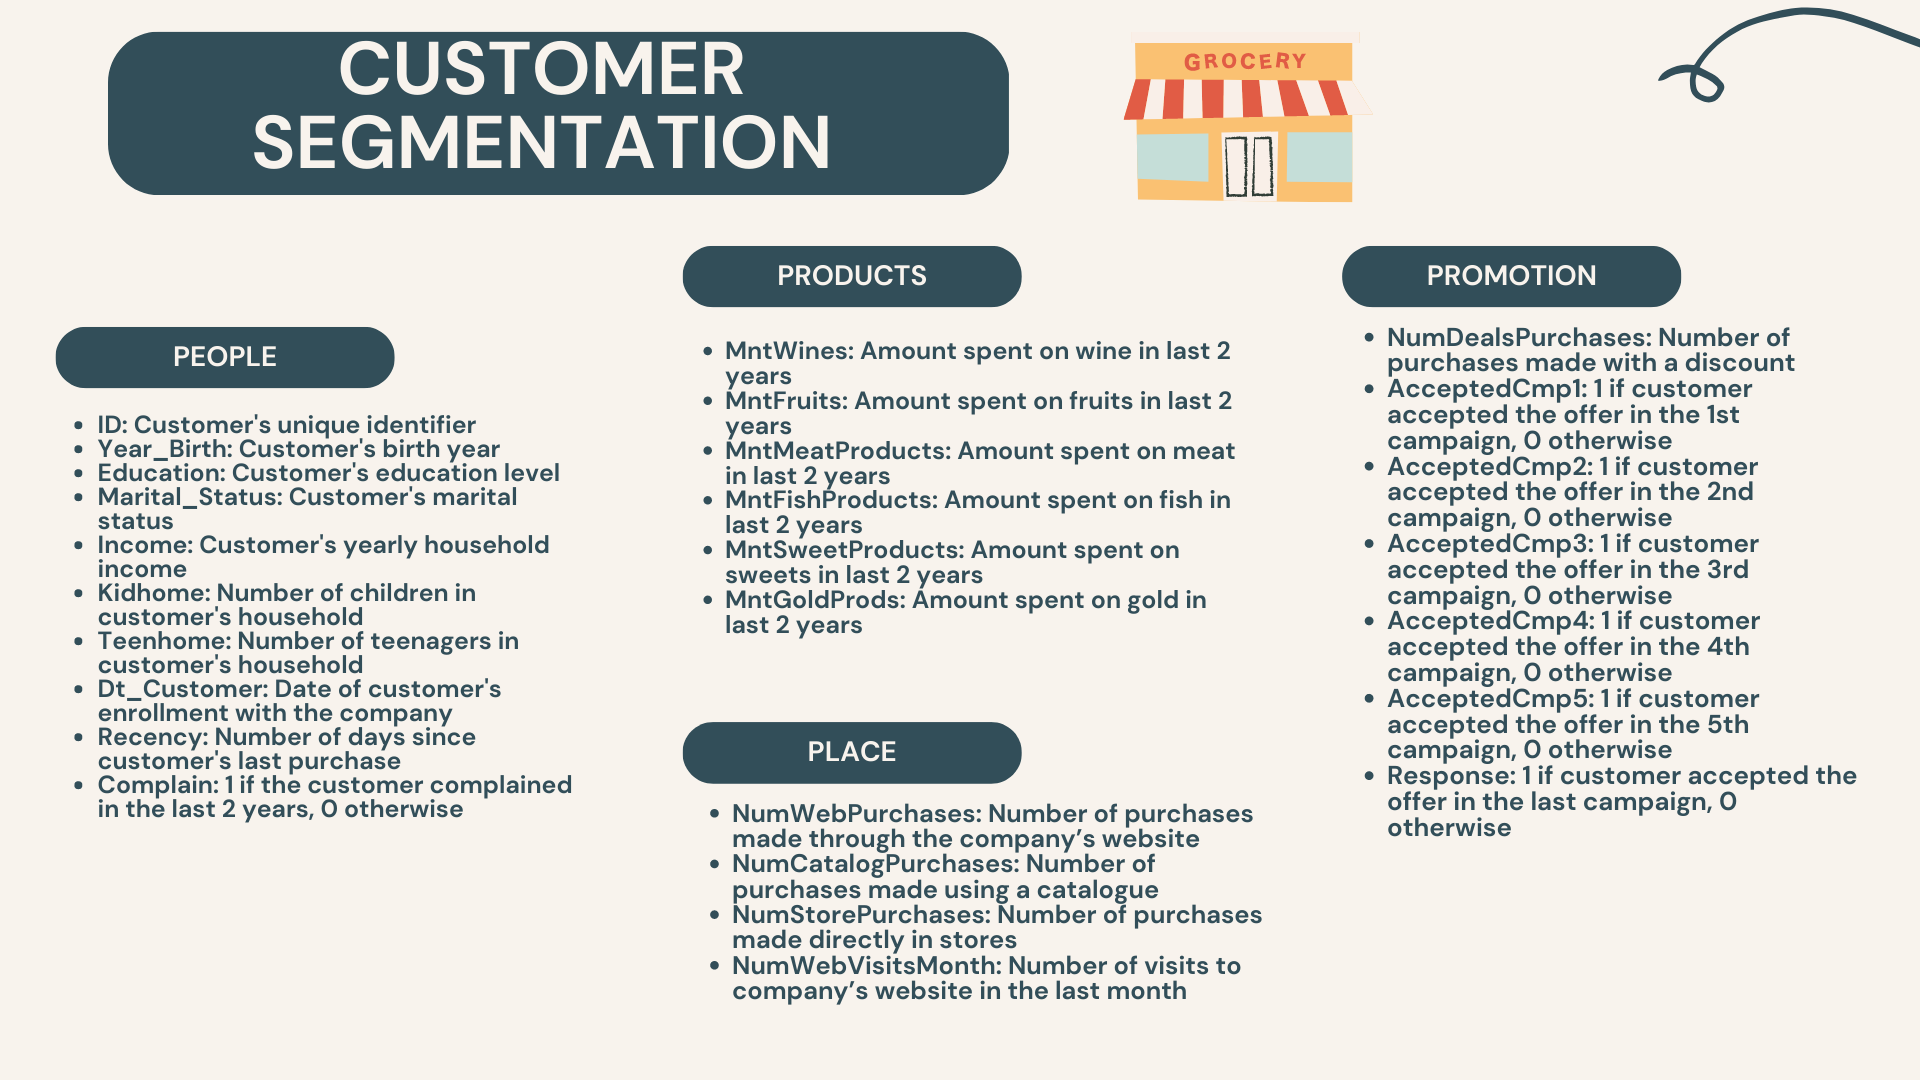 CUSTOMER
SEGMENTATION
GROCERY
PEOPLE
• ID: Customer's unique identifier
• Year_Birth: Customer's birth year
• Education: Customer's education level
• Marital_Status: Customer's marital
status
• Income: Customer's yearly household
income
• Kidhome: Number of children in
customer's household
• Teenhome: Number of teenagers in
customer's household
• Dt_Customer: Date of customer's
enrollment with the company
• Recency: Number of days since
customer's last purchase
• Complain: 1 if the customer complained
in the last 2 years, 0 otherwise
PRODUCTS
• MntWines: Amount spent on wine in last 2
years
• MntFruits: Amount spent on fruits in last 2
years
• MntMeatProducts: Amount spent on meat
in last 2 years
• MntFishProducts: Amount spent on fish in
last 2 years
• MntSweetProducts: Amount spent on
sweets in last 2 years
• MntGoldProds: Amount spent on gold in
last 2 years
PLACE
• NumWebPurchases: Number of purchases
made through the company’s website
• NumCatalogPurchases: Number of
purchases made using a catalogue
• NumStorePurchases: Number of purchases
made directly in stores
• NumWebVisitsMonth: Number of visits to
company’s website in the last month
PROMOTION
• NumDealsPurchases: Number of
purchases made with a discount
• AcceptedCmp1: 1 if customer
accepted the offer in the 1st
campaign, 0 otherwise
• AcceptedCmp2: 1 if customer
accepted the offer in the 2nd
campaign, 0 otherwise
• AcceptedCmp3: 1 if customer
accepted the offer in the 3rd
campaign, 0 otherwise
• AcceptedCmp4: 1 if customer
accepted the offer in the 4th
campaign, 0 otherwise
• AcceptedCmp5: 1 if customer
accepted the offer in the 5th
campaign, 0 otherwise
• Response: 1 if customer accepted the
offer in the last campaign, 0
otherwise